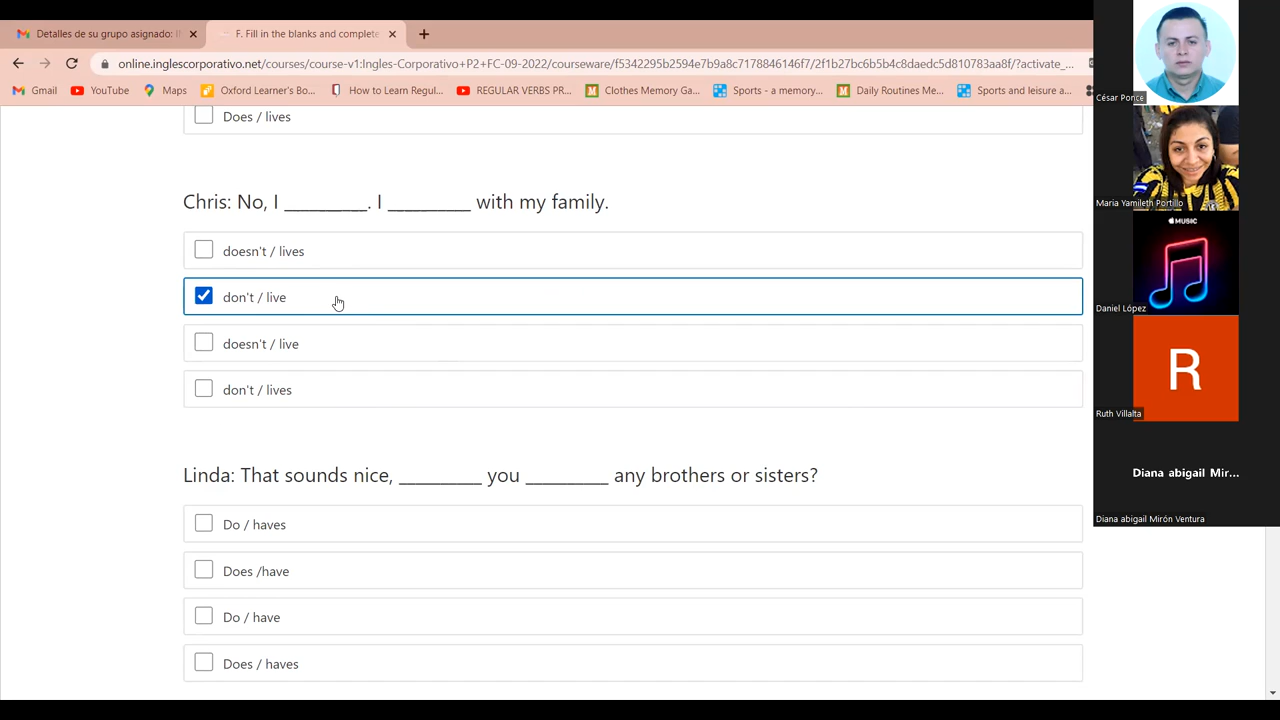 Detalles de su grupo asignado: I
F. Fill in the blanks and complete
online.inglescorporativo.net/courses/course-v1:Ingles-Corporativo+P2+FC-09-2022/courseware/f5342295b2594e7b9a8c7178846146f7/2f1b27bc6b5b4c8daedc5d810783aa8f/?activate_...
Gmail
YouTube
Maps
Oxford Learner's Bo...
How to Learn Regul...
REGULAR VERBS PR...
Clothes Memory Ga...
Sports - a memory...
Daily Routines Me...
Sports and leisure a...
Does / lives
Chris: No, I __________. I __________ with my family.
doesn't / lives
don't / live
doesn't / live
don't / lives
Linda: That sounds nice, __________ you __________ any brothers or sisters?
Do / haves
Does /have
Do / have
Does / haves
César Ponce
Maria Yamileth Portillo
MUSIC
Daniel López
R
Ruth Villalta
Diana abigail Mir...
Diana abigail Mirón Ventura